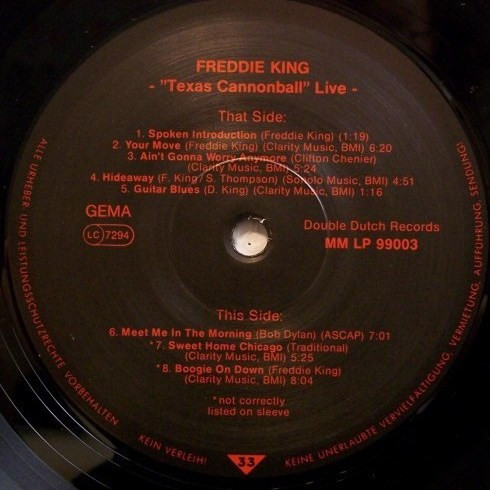 FREDDIE KING
- "Texas Cannonball" Live -
That Side:
1. Spoken Introduction (Freddie King) (1:19)
2. Your Move (Freddie King) (Clarity Music, BMI) 6:20
3. Ain't Gonna Worry Anymore (Clifton Chenier)
(Clarity Music, BMI) 5:24
4. Hideaway (F. King / S. Thompson) (Sonolo Music, BMI) 4:51
5. Guitar Blues (D. King) (Clarity Music, BMI) 1:16
GEMA
LC 7294
Double Dutch Records
MM LP 99003
This Side:
6. Meet Me In The Morning (Bob Dylan) (ASCAP) 7:01
*7. Sweet Home Chicago (Traditional)
(Clarity Music, BMI) 5:25
*8. Boogie On Down (Freddie King)
(Clarity Music, BMI) 8:04
*not correctly
listed on sleeve
33
ALLE URHEBER UND LEISTUNGSSCHUTZRECHTE VORBEHALTEN
KEIN VERLEIH!
KEINE UNERLAUBTE VERVIELFALTIGUNG, VERMIETUNG, AUFFÜHRUNG, SENDUNG!